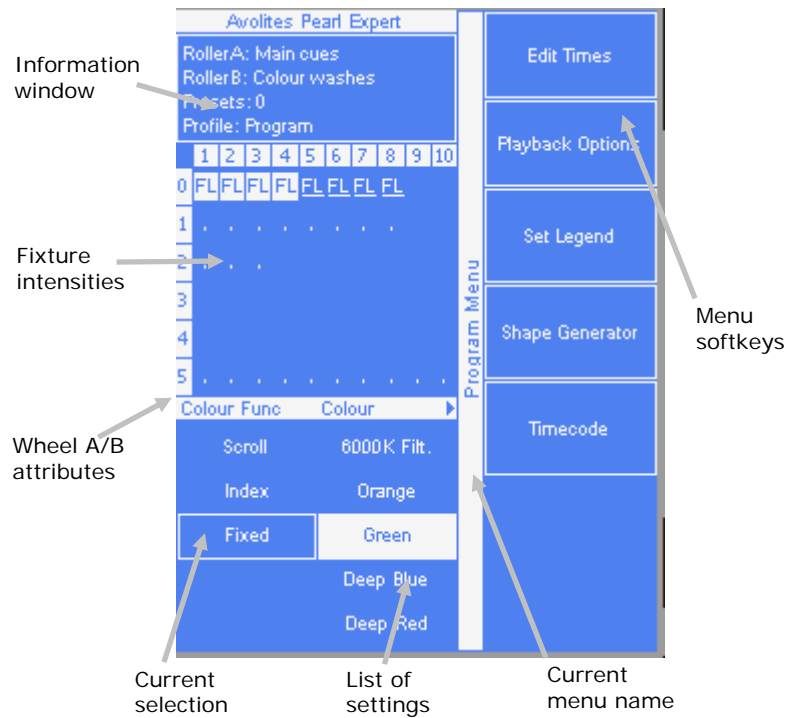 Avolites Pearl Expert
RollerA: Main cues
RollerB: Colour washes
Presets: 0
Profile: Program
1 2 3 4 5 6 7 8 9 10
0 FL FL FL FL FL FL FL FL
1 . . . . . . . .
2 . . .
3
4
5 . . . . . . . . . .
Colour Func Colour
Scroll 6000K Filt.
Index Orange
Fixed Green
Deep Blue
Deep Red
Program Menu
Edit Times
Playback Options
Set Legend
Shape Generator
Timecode
Information
window
Fixture
intensities
Wheel A/B
attributes
Menu
softkeys
Current
selection
List of
settings
Current
menu name